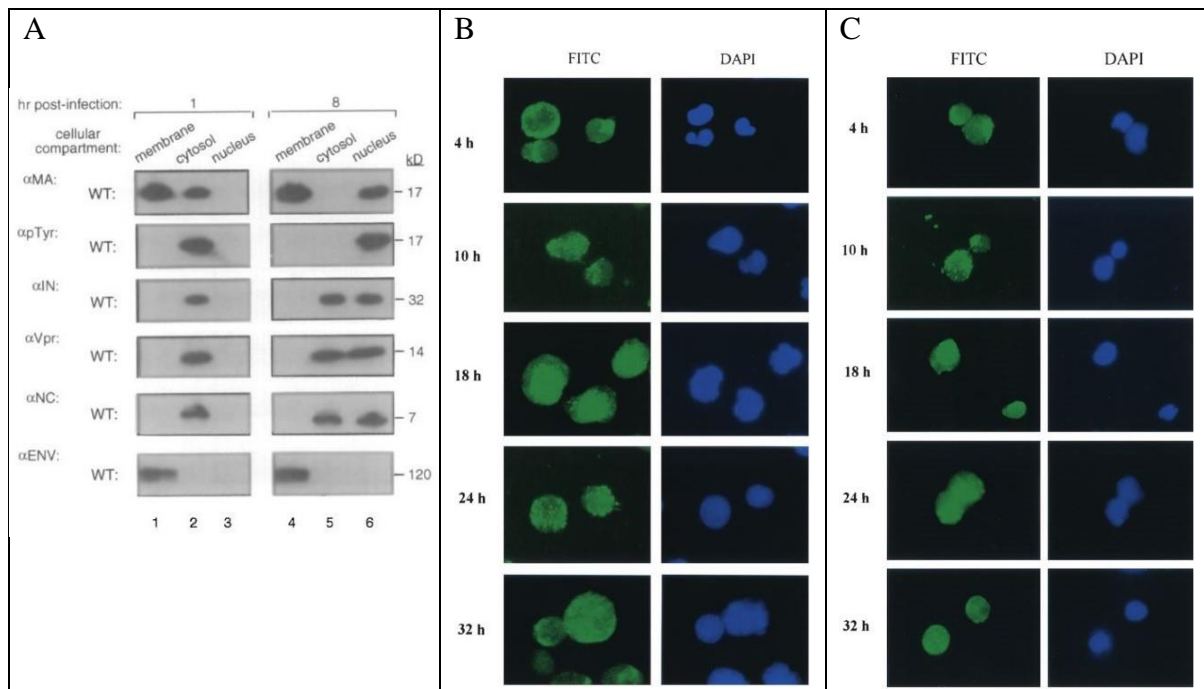 A
hr post-infection: 1 8
cellular compartment: membrane cytosol nucleus membrane cytosol nucleus kD
αMA: WT: 17
αpTyr: WT: 17
αIN: WT: 32
αVpr: WT: 14
αNC: WT: 7
αENV: WT: 120
1 2 3 4 5 6
B
FITC DAPI
4 h
10 h
18 h
24 h
32 h
C
FITC DAPI
4 h
10 h
18 h
24 h
32 h